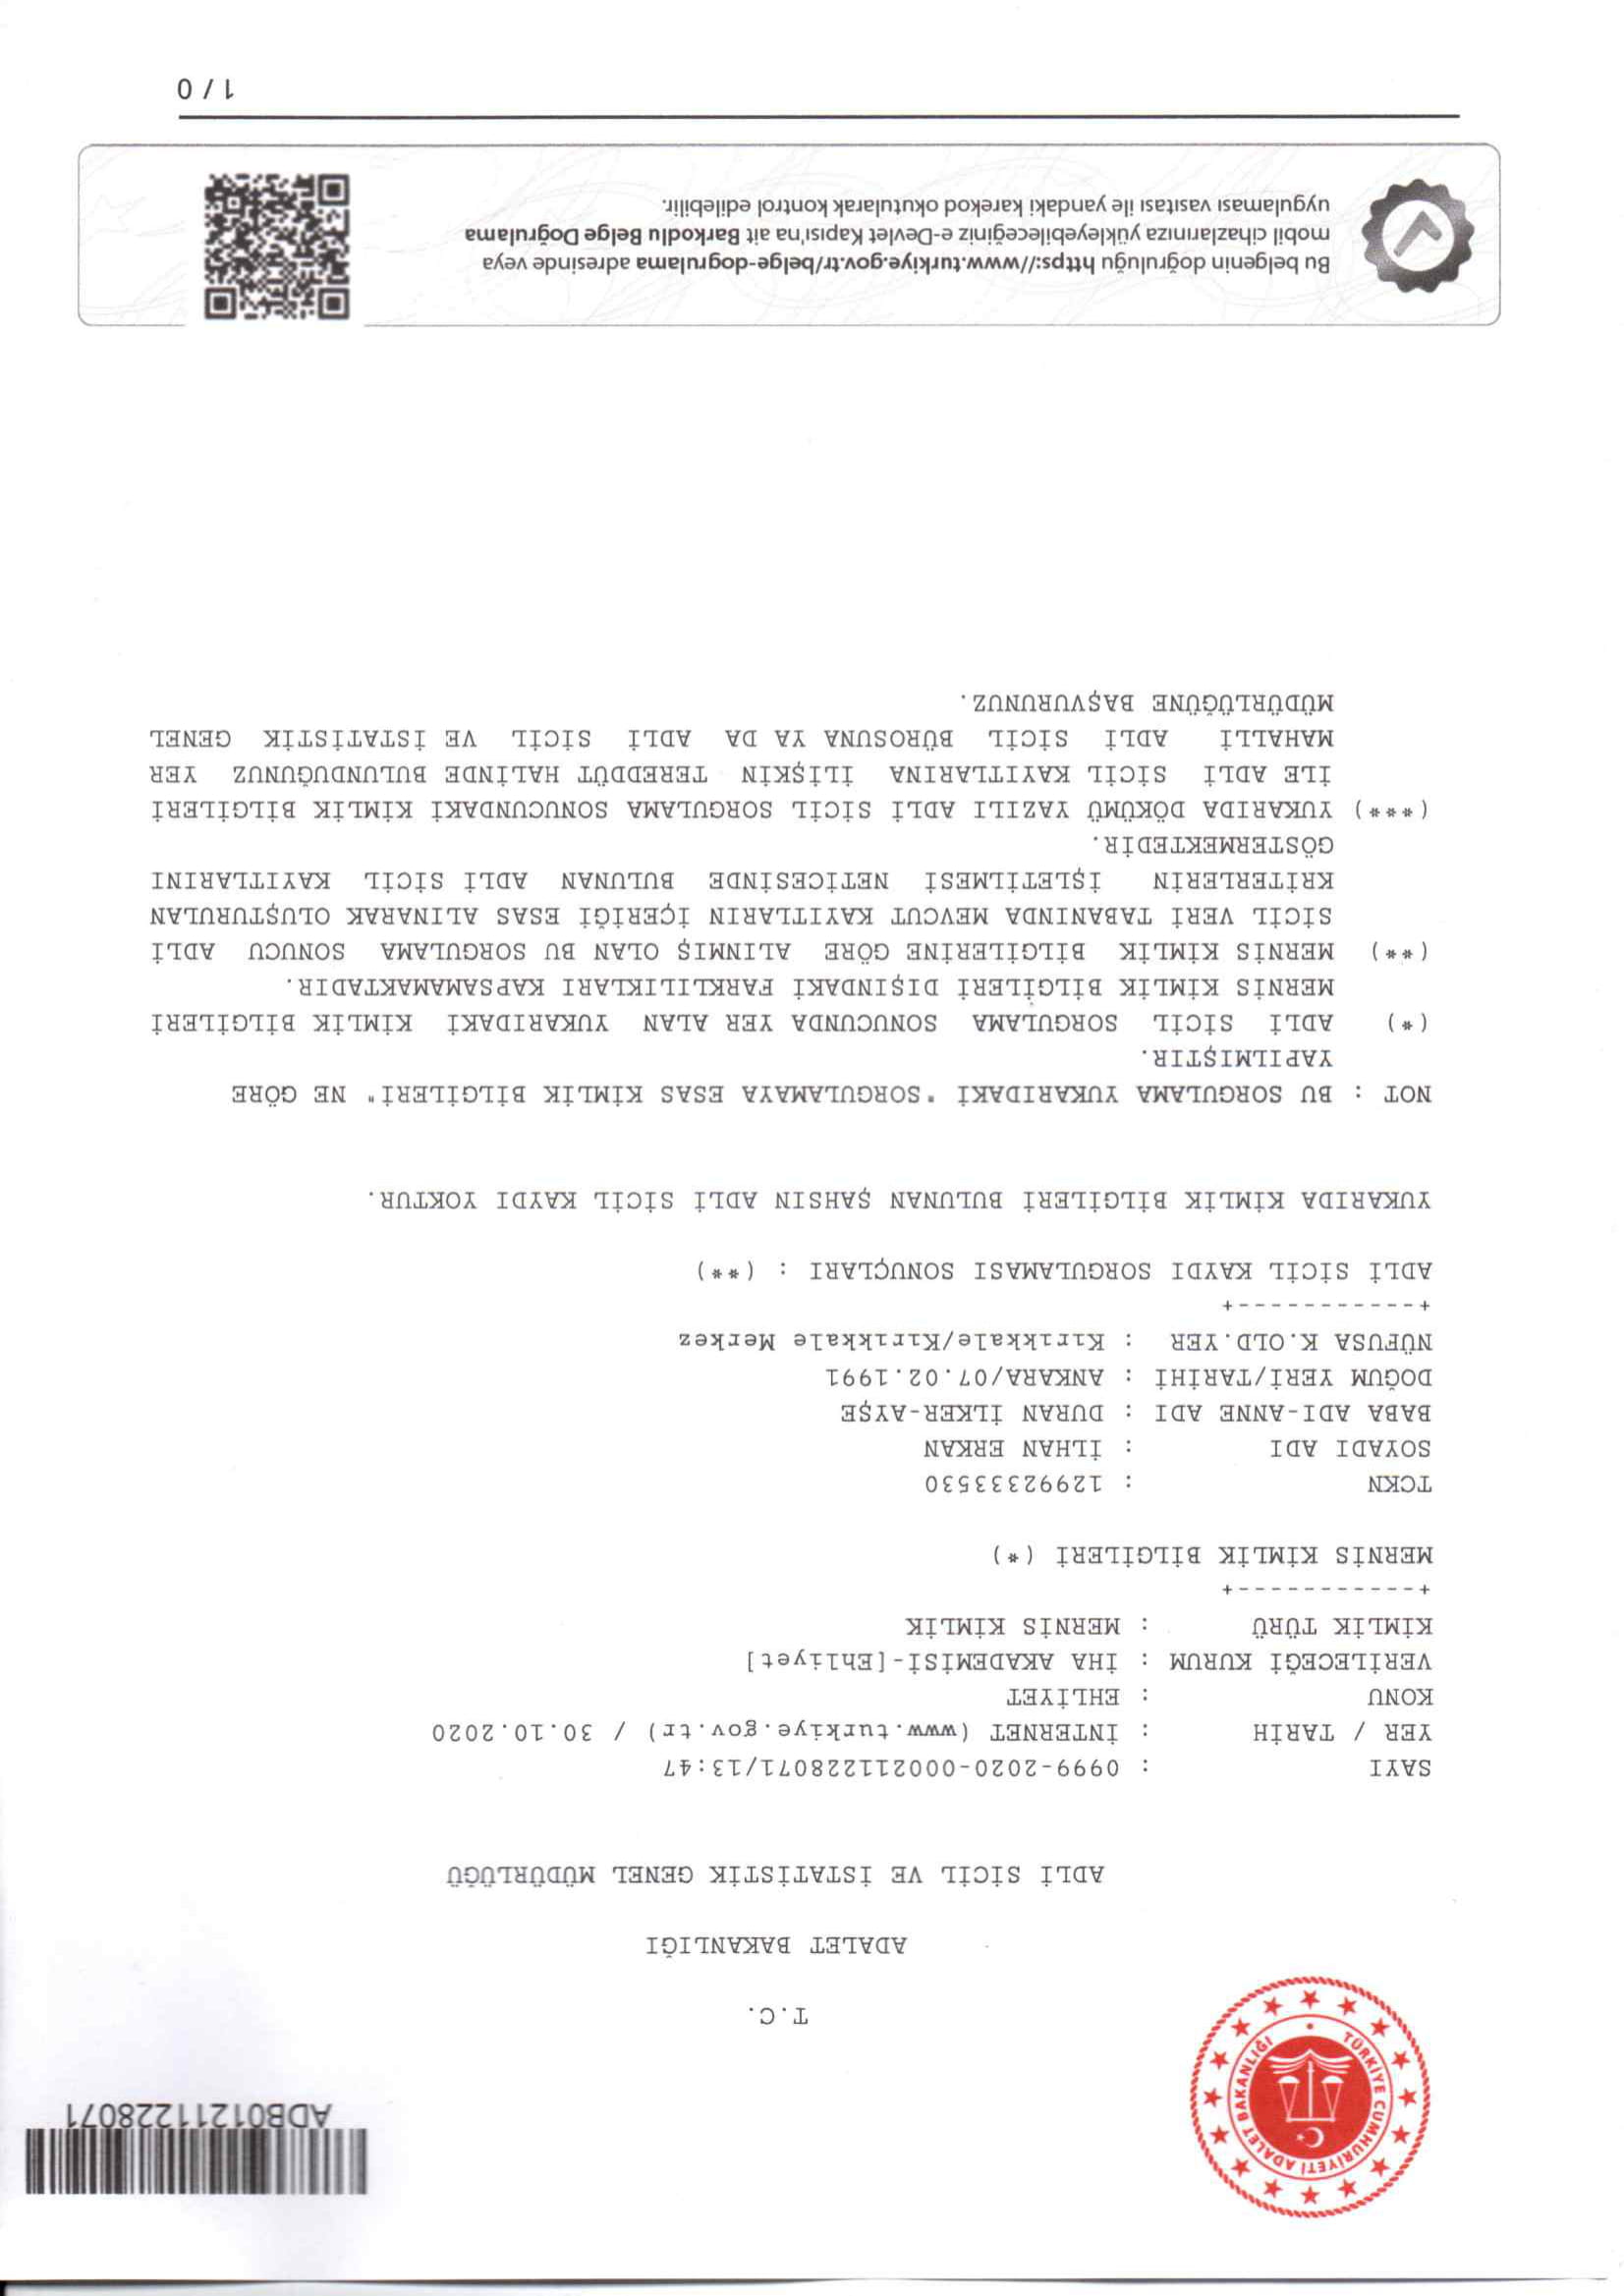 TÜRKİYE CUMHURİYETİ ADALET BAKANLIĞI
ADB01211228071
T.C.
ADALET BAKANLIĞI
ADLİ SİCİL VE İSTATİSTİK GENEL MÜDÜRLÜĞÜ
SAYI : 0999-2020-000211228071/13:47
YER / TARİH : İNTERNET (www.turkiye.gov.tr) / 30.10.2020
KONU : EHLİYET
VERİLECEĞİ KURUM : İHA AKADEMİSİ-[Ehliyet]
KİMLİK TÜRÜ : MERNİS KİMLİK
+-----------+
MERNİS KİMLİK BİLGİLERİ (*)
TCKN : 12992333530
SOYADI ADI : İLHAN ERKAN
BABA ADI-ANNE ADI : DURAN İLKER-AYŞE
DOĞUM YERİ/TARİHİ : ANKARA/07.02.1991
NÜFUSA K.OLD.YER : Kırıkkale/Kırıkkale Merkez
+-----------+
ADLİ SİCİL KAYDI SORGULAMASI SONUÇLARI : (**)
YUKARIDA KİMLİK BİLGİLERİ BULUNAN ŞAHSIN ADLİ SİCİL KAYDI YOKTUR.
NOT : BU SORGULAMA YUKARIDAKİ "SORGULAMAYA ESAS KİMLİK BİLGİLERİ" NE GÖRE
YAPILMIŞTIR.
(*) ADLİ SİCİL SORGULAMA SONUCUNDA YER ALAN YUKARIDAKİ KİMLİK BİLGİLERİ
MERNİS KİMLİK BİLGİLERİ DIŞINDAKİ FARKLILIKLARI KAPSAMAMAKTADIR.
(**) MERNİS KİMLİK BİLGİLERİNE GÖRE ALINMIŞ OLAN BU SORGULAMA SONUCU ADLİ
SİCİL VERİ TABANINDA MEVCUT KAYITLARIN İÇERİĞİ ESAS ALINARAK OLUŞTURULAN
KRİTERLERİN İŞLETİLMESİ NETİCESİNDE BULUNAN ADLİ SİCİL KAYITLARINI
GÖSTERMEKTEDİR.
(***) YUKARIDA DÖKÜMÜ YAZILI ADLİ SİCİL SORGULAMA SONUCUNDAKİ KİMLİK BİLGİLERİ
İLE ADLİ SİCİL KAYITLARINA İLİŞKİN TEREDDÜT HALİNDE BULUNDUĞUNUZ YER
MAHALLİ ADLİ SİCİL BÜROSUNA YA DA ADLİ SİCİL VE İSTATİSTİK GENEL
MÜDÜRLÜĞÜNE BAŞVURUNUZ.
Bu belgenin doğruluğu https://www.turkiye.gov.tr/belge-dogrulama adresinde veya
mobil cihazlarınıza yükleyebileceğiniz e-Devlet Kapısı'na ait Barkodlu Belge Doğrulama
uygulaması vasıtası ile yandaki karekod okutularak kontrol edilebilir.
1 / 0